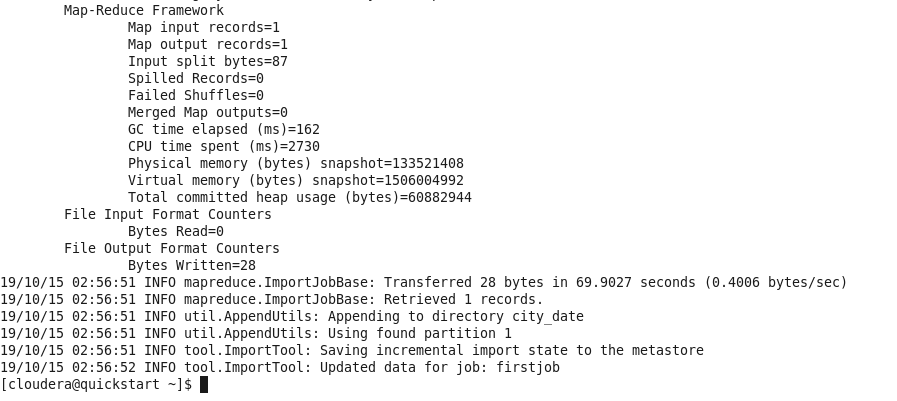 Map-Reduce Framework
Map input records=1
Map output records=1
Input split bytes=87
Spilled Records=0
Failed Shuffles=0
Merged Map outputs=0
GC time elapsed (ms)=162
CPU time spent (ms)=2730
Physical memory (bytes) snapshot=133521408
Virtual memory (bytes) snapshot=1506004992
Total committed heap usage (bytes)=60882944
File Input Format Counters
Bytes Read=0
File Output Format Counters
Bytes Written=28
19/10/15 02:56:51 INFO mapreduce.ImportJobBase: Transferred 28 bytes in 69.9027 seconds (0.4006 bytes/sec)
19/10/15 02:56:51 INFO mapreduce.ImportJobBase: Retrieved 1 records.
19/10/15 02:56:51 INFO util.AppendUtils: Appending to directory city_date
19/10/15 02:56:51 INFO util.AppendUtils: Using found partition 1
19/10/15 02:56:51 INFO tool.ImportTool: Saving incremental import state to the metastore
19/10/15 02:56:52 INFO tool.ImportTool: Updated data for job: firstjob
[cloudera@quickstart ~]$